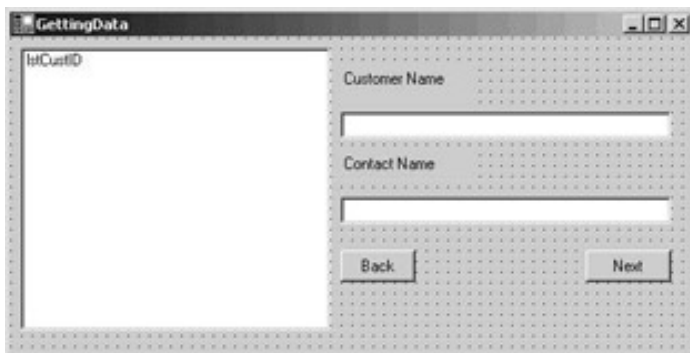 GettingData
lstCustID
Customer Name
Contact Name
Back
Next